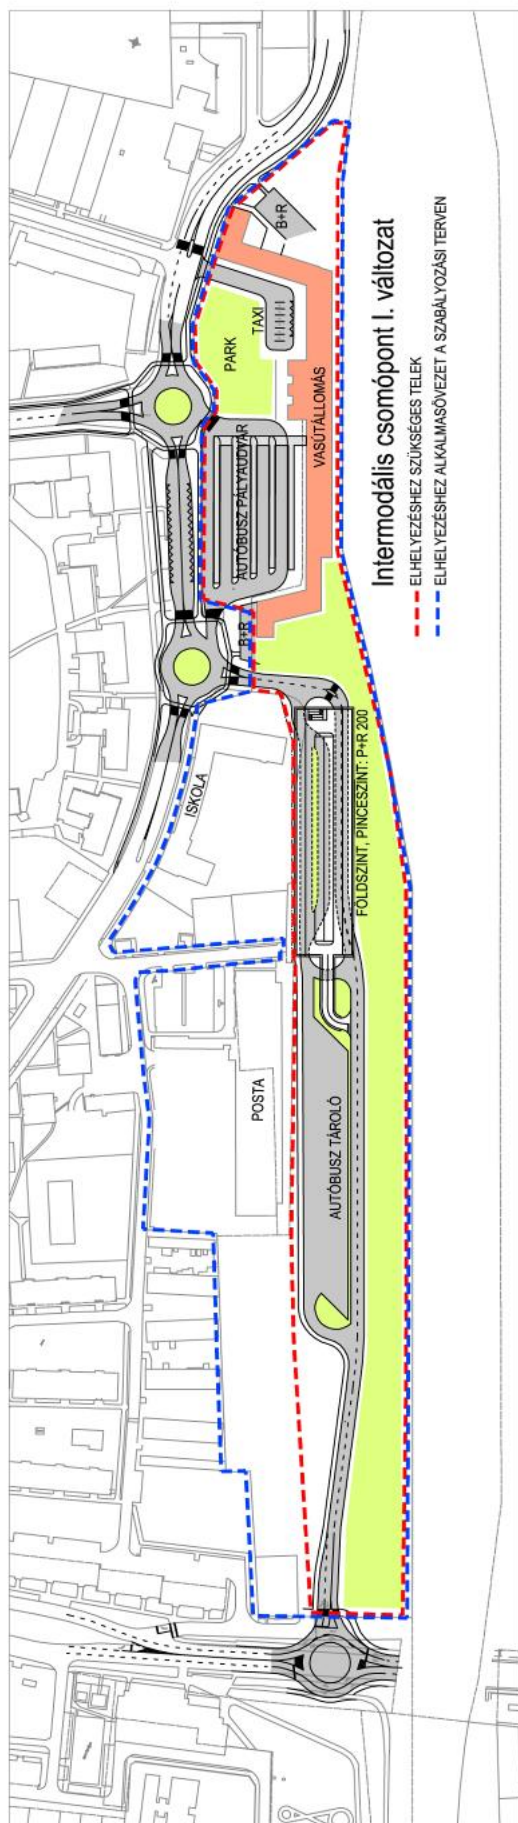 Intermodális csomópont I. változat
ELHELYEZÉSHEZ SZÜKSÉGES TELEK
ELHELYEZÉSHEZ ALKALMASÖVEZET A SZABÁLYOZÁSI TERVEN
POSTA
ISKOLA
AUTÓBUSZ TÁROLÓ
FÖLDSZINT, PINCESZINT: P+R 200
B+R
AUTÓBUSZ PÁLYAUDVAR
PARK
TAXI
VASÚTÁLLOMÁS
B+R